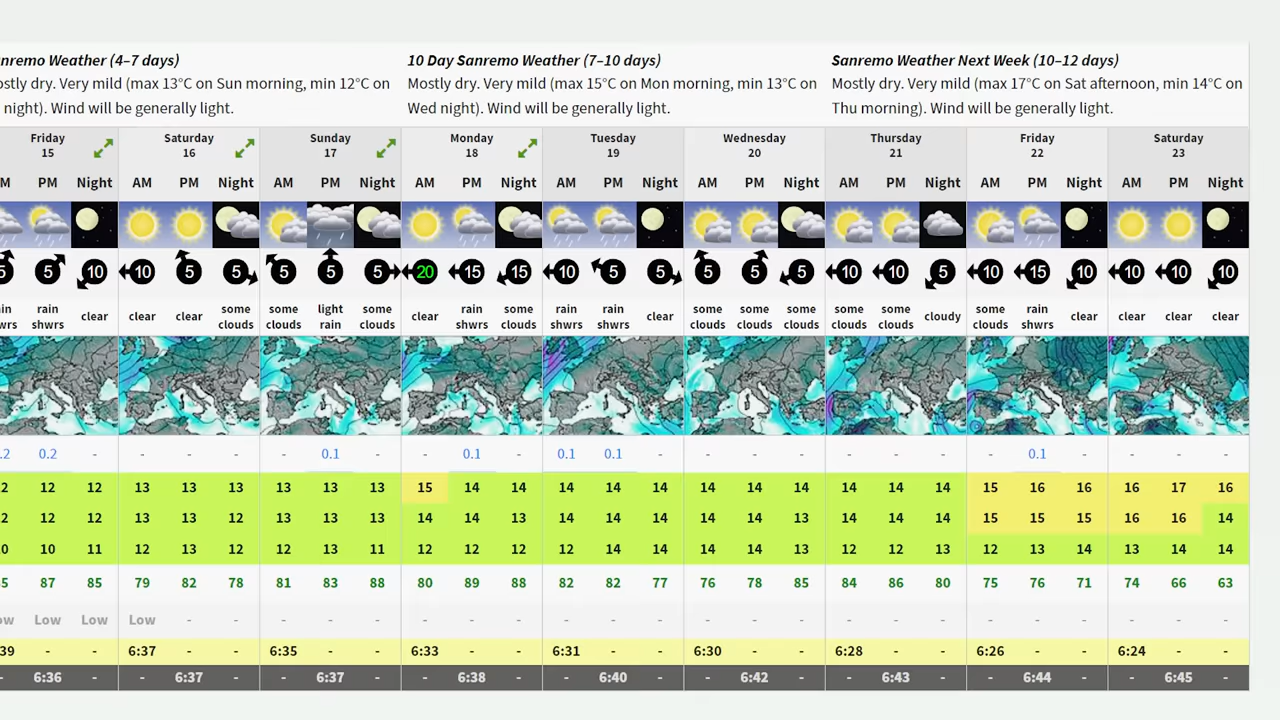 nremo Weather (4–7 days) 10 Day Sanremo Weather (7–10 days) Sanremo Weather Next Week (10–12 days)
ostly dry. Very mild (max 13°C on Sun morning, min 12°C on Mostly dry. Very mild (max 15°C on Mon morning, min 13°C on Mostly dry. Very mild (max 17°C on Sat afternoon, min 14°C on
night). Wind will be generally light. Wed night). Wind will be generally light. Thu morning). Wind will be generally light.
Friday Saturday Sunday Monday Tuesday Wednesday Thursday Friday Saturday
15 16 17 18 19 20 21 22 23
M PM Night AM PM Night AM PM Night AM PM Night AM PM Night AM PM Night AM PM Night AM PM Night AM PM Night
5 5 10 10 5 5 5 5 5 20 15 15 10 5 5 5 5 5 10 10 5 10 15 10 10 10 10
in rain clear clear clear some some light some clear rain some rain rain clear some some some some some cloudy some rain clear clear clear clear
wrs shwrs clouds clouds rain clouds shwrs clouds shwrs shwrs clouds clouds clouds clouds clouds clouds shwrs
.2 0.2 - - - - - 0.1 - - 0.1 - 0.1 0.1 - - - - - - - - 0.1 - - - -
2 12 12 13 13 13 13 13 13 15 14 14 14 14 14 14 14 14 14 14 14 15 16 16 16 17 16
2 12 12 13 13 12 13 13 13 14 14 13 14 14 14 14 14 14 14 14 14 15 15 15 16 16 14
0 10 11 12 13 12 12 13 11 12 12 12 12 14 14 14 14 13 12 12 13 12 13 14 13 14 14
5 87 85 79 82 78 81 83 88 80 89 88 82 82 77 76 78 85 84 86 80 75 76 71 74 66 63
ow Low Low Low - - - - - - - - - - - - - - - - - - - - - - -
39 - - 6:37 - - 6:35 - - 6:33 - - 6:31 - - 6:30 - - 6:28 - - 6:26 - - 6:24 - -
- 6:36 - - 6:37 - - 6:37 - - 6:38 - - 6:40 - - 6:42 - - 6:43 - - 6:44 - - 6:45 -